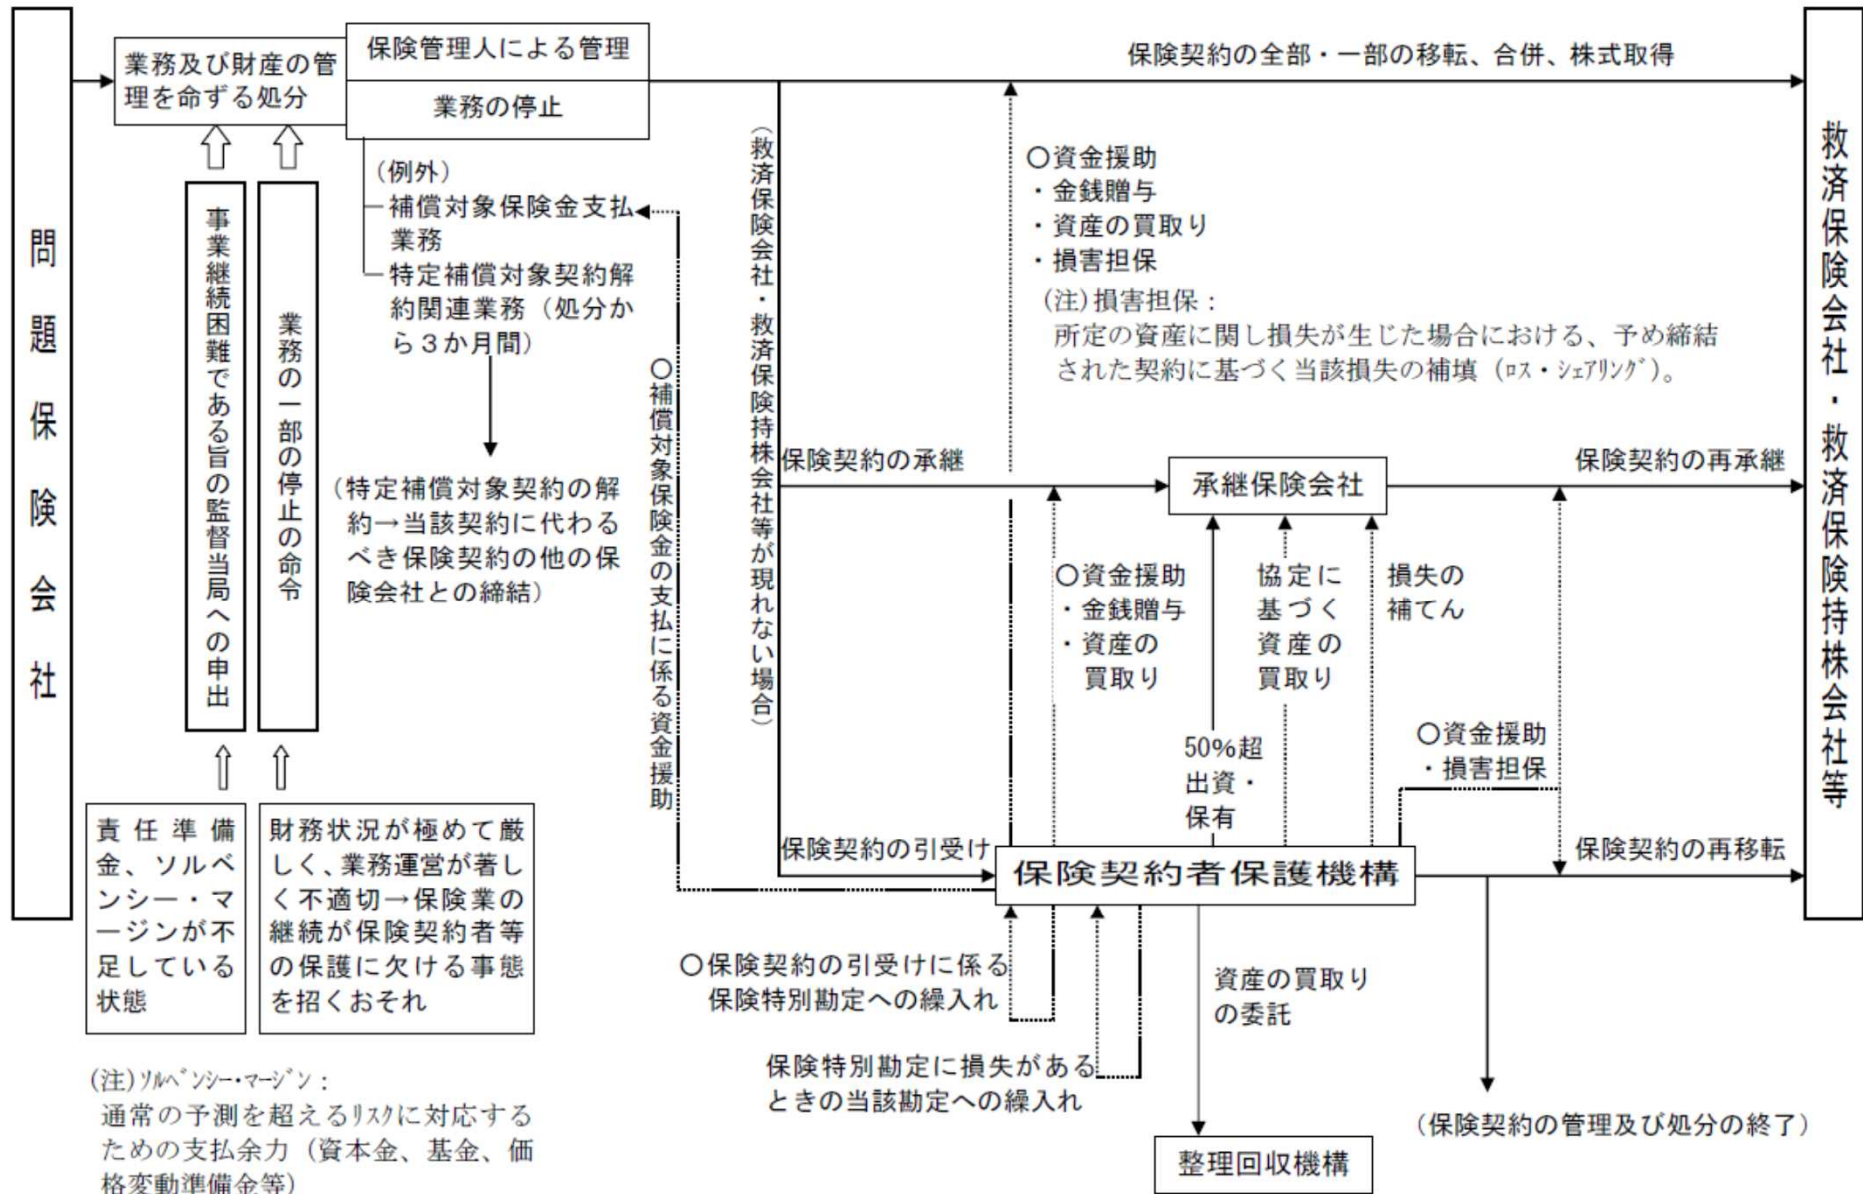 問題保険会社
業務及び財産の管
理を命ずる処分
保険管理人による管理
業務の停止
(例外)
補償対象保険金支払
業務
特定補償対象契約解
約関連業務（処分か
ら３か月間）
(特定補償対象契約の解
約→当該契約に代わる
べき保険契約の他の保
険会社との締結）
事業継続困難である旨の監督当局への申出
業務の一部の停止の命令
責任準備
金、ソルベ
ンシー・マ
ージンが不
足している
状態
財務状況が極めて厳
しく、業務運営が著し
く不適切→保険業の
継続が保険契約者等
の保護に欠ける事態
を招くおそれ
(注)ｿﾙﾍﾞﾝｼｰ・ﾏｰｼﾞﾝ：
通常の予測を超えるﾘｽｸに対応する
ための支払余力（資本金、基金、価
格変動準備金等）
〇補償対象保険金の支払に係る資金援助
（救済保険会社・救済保険持株会社等が現れない場合）
保険契約の全部・一部の移転、合併、株式取得
〇資金援助
・金銭贈与
・資産の買取り
・損害担保
(注)損害担保：
所定の資産に関し損失が生じた場合における、予め締結
された契約に基づく当該損失の補填（ﾛｽ・ｼｪｱﾘﾝｸﾞ）。
保険契約の承継
承継保険会社
保険契約の再承継
〇資金援助
・金銭贈与
・資産の
買取り
50%超
出資・
保有
協定に
基づく
資産の
買取り
損失の
補てん
〇資金援助
・損害担保
保険契約の引受け
保険契約者保護機構
保険契約の再移転
〇保険契約の引受けに係る
保険特別勘定への繰入れ
保険特別勘定に損失がある
ときの当該勘定への繰入れ
資産の買取り
の委託
整理回収機構
（保険契約の管理及び処分の終了）
救済保険会社・救済保険持株会社等